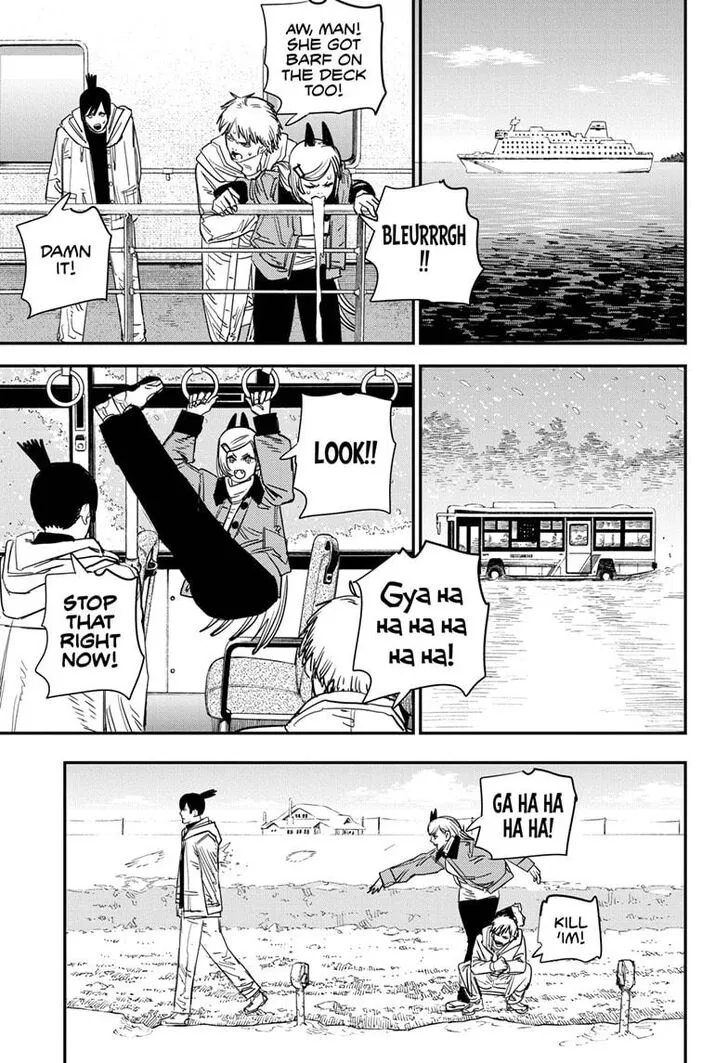 AW, MAN!
SHE GOT
BARF ON
THE DECK
TOO!
BLEURRRGH
!!
DAMN
IT!
LOOK!!
GYA HA
HA HA HA
HA HA!
STOP
THAT
RIGHT
NOW!
GA HA HA
HA HA!
KILL
'IM!